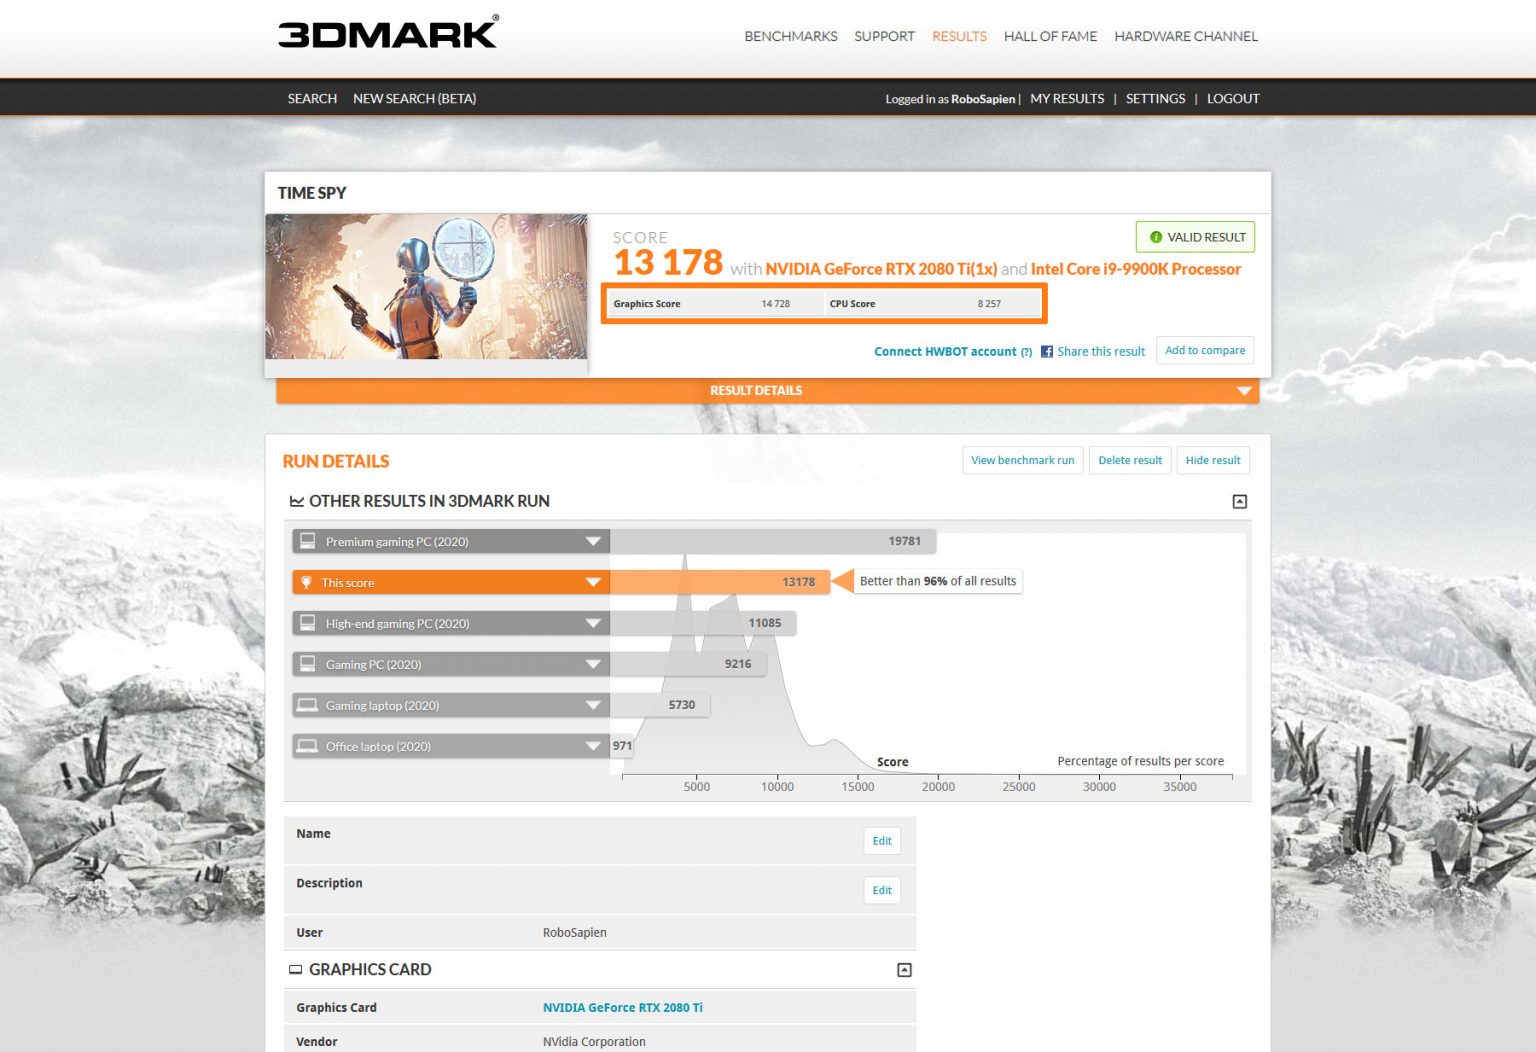 3DMARK®
BENCHMARKS SUPPORT RESULTS HALL OF FAME HARDWARE CHANNEL
SEARCH NEW SEARCH (BETA) Logged in as RoboSapien | MY RESULTS | SETTINGS | LOGOUT
TIME SPY
SCORE
VALID RESULT
13 178 with NVIDIA GeForce RTX 2080 Ti(1x) and Intel Core i9-9900K Processor
Graphics Score 14 728 CPU Score 8 257
Connect HWBOT account (?) Share this result Add to compare
RESULT DETAILS
RUN DETAILS
View benchmark run Delete result Hide result
OTHER RESULTS IN 3DMARK RUN
Premium gaming PC (2020) 19781
This score 13178 Better than 96% of all results
High-end gaming PC (2020) 11085
Gaming PC (2020) 9216
Gaming laptop (2020) 5730
Office laptop (2020) 971
Score Percentage of results per score
5000 10000 15000 20000 25000 30000 35000
Name Edit
Description Edit
User RoboSapien
GRAPHICS CARD
Graphics Card NVIDIA GeForce RTX 2080 Ti
Vendor NVidia Corporation